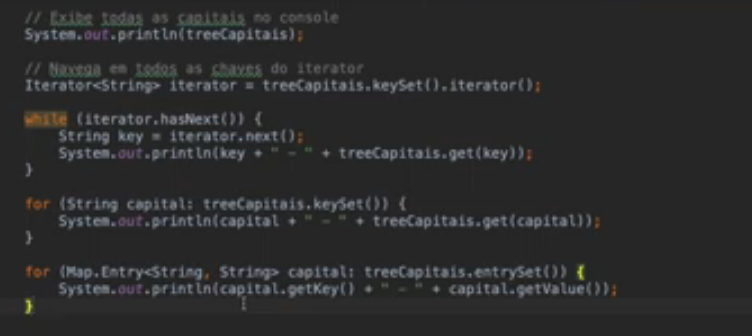 // Exibe todas as capitais no console
System.out.println(treeCapitais);
// Navega em todos as chaves do iterator
Iterator<String> iterator = treeCapitais.keySet().iterator();
while (iterator.hasNext()) {
String key = iterator.next();
System.out.println(key + " - " + treeCapitais.get(key));
}
for (String capital: treeCapitais.keySet()) {
System.out.println(capital + " - " + treeCapitais.get(capital));
}
for (Map.Entry<String, String> capital: treeCapitais.entrySet()) {
System.out.println(capital.getKey() + " - " + capital.getValue());
}